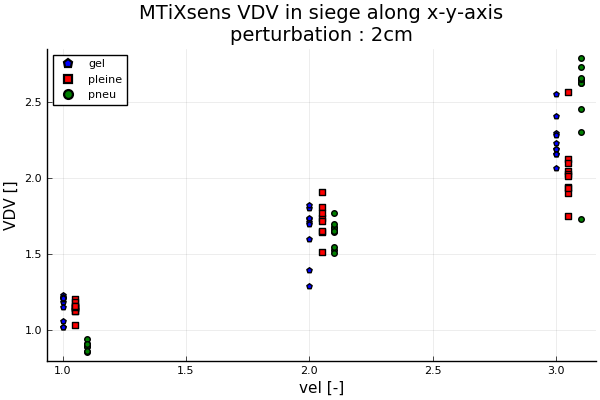 MTiXsens VDV in siege along x-y-axis
perturbation : 2cm
gel
pleine
pneu
2.5
2.0
1.5
1.0
VDV []
1.0
1.5
2.0
2.5
3.0
vel [-]